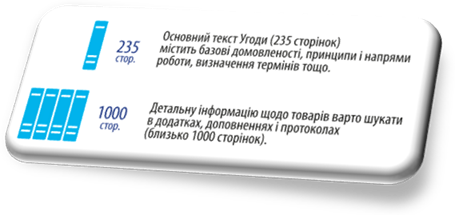 235
стор.
Основний текст Угоди (235 сторінок)
містить базові домовленості, принципи і напрями
роботи, визначення термінів тощо.
1000
стор.
Детальну інформацію щодо товарів варто шукати
в додатках, доповненнях і протоколах
(близько 1000 сторінок).